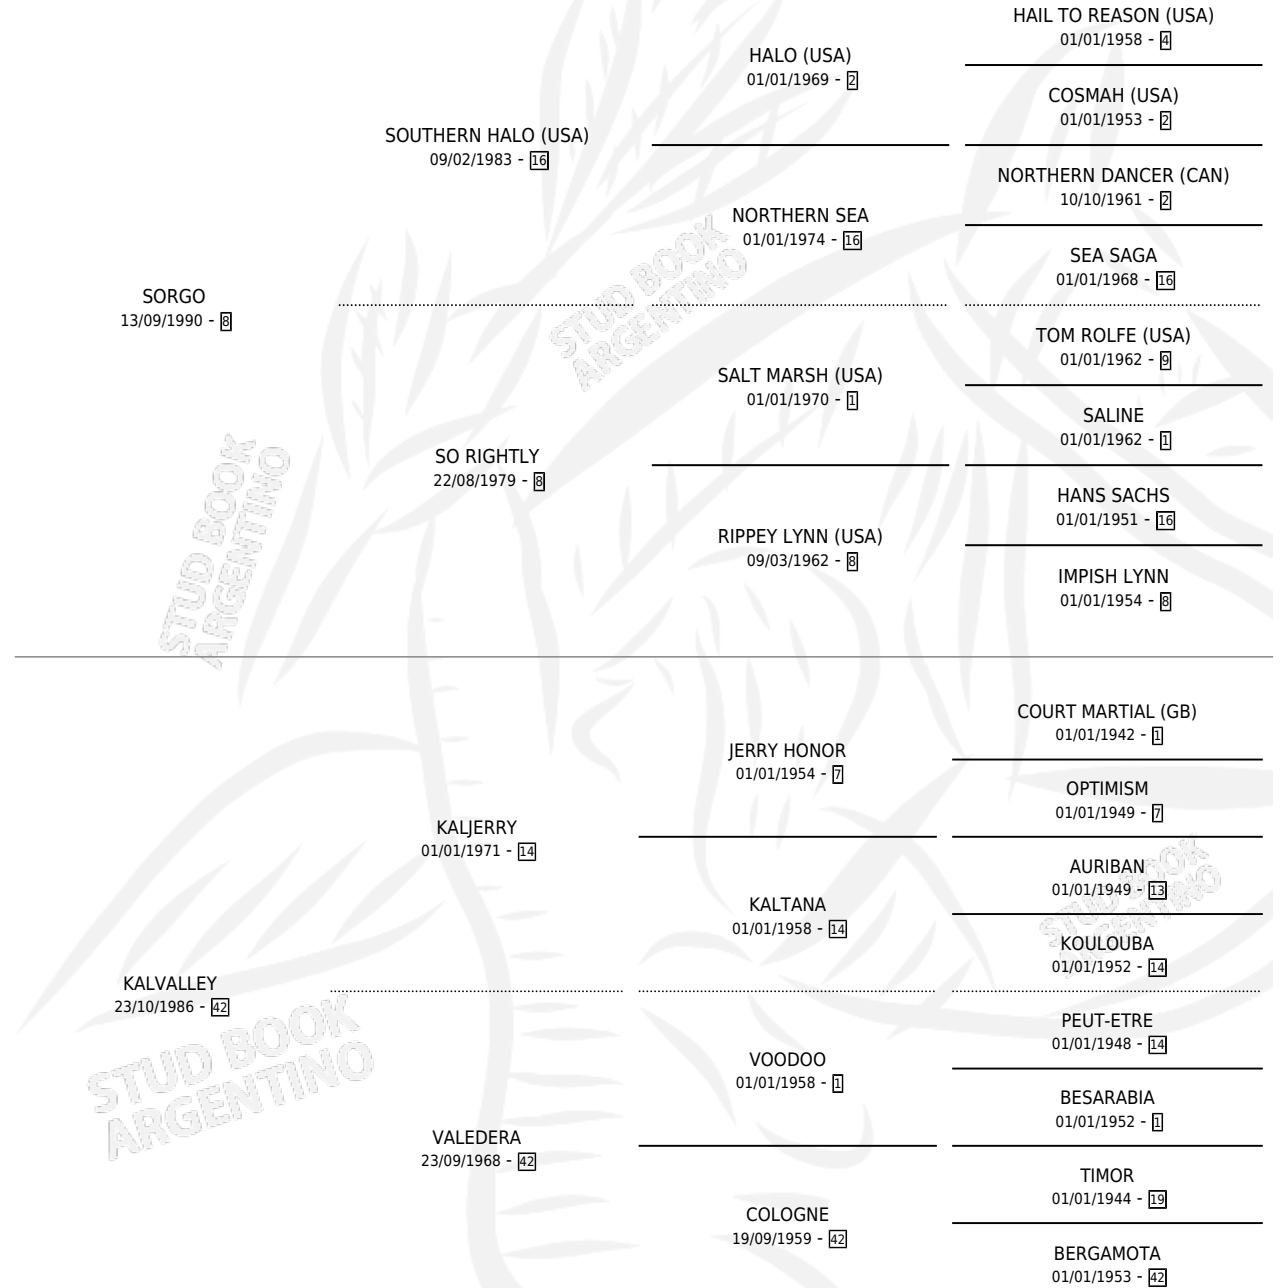 HAIL TO REASON (USA)
01/01/1958 - 4
HALO (USA)
01/01/1969 - 2
COSMAH (USA)
01/01/1953 - 2
SOUTHERN HALO (USA)
09/02/1983 - 16
NORTHERN DANCER (CAN)
10/10/1961 - 2
NORTHERN SEA
01/01/1974 - 16
SEA SAGA
01/01/1968 - 16
SORGO
13/09/1990 - 8
TOM ROLFE (USA)
01/01/1962 - 9
SALT MARSH (USA)
01/01/1970 - 1
SALINE
01/01/1962 - 1
SO RIGHTLY
22/08/1979 - 8
HANS SACHS
01/01/1951 - 16
RIPPEY LYNN (USA)
09/03/1962 - 8
IMPISH LYNN
01/01/1954 - 8
COURT MARTIAL (GB)
01/01/1942 - 1
JERRY HONOR
01/01/1954 - 7
OPTIMISM
01/01/1949 - 7
KALJERRY
01/01/1971 - 14
AURIBAN
01/01/1949 - 13
KALTANA
01/01/1958 - 14
KOULOUBA
01/01/1952 - 14
KALVALLEY
23/10/1986 - 42
PEUT-ETRE
01/01/1948 - 14
VOODOO
01/01/1958 - 1
BESARABIA
01/01/1952 - 1
VALEDERA
23/09/1968 - 42
TIMOR
01/01/1944 - 19
COLOGNE
19/09/1959 - 42
BERGAMOTA
01/01/1953 - 42
STUD BOOK
ARGENTINO
STUD BOOK
ARGENTINO
STUD BOOK
ARGENTINO
STUD BOOK
ARGENTINO